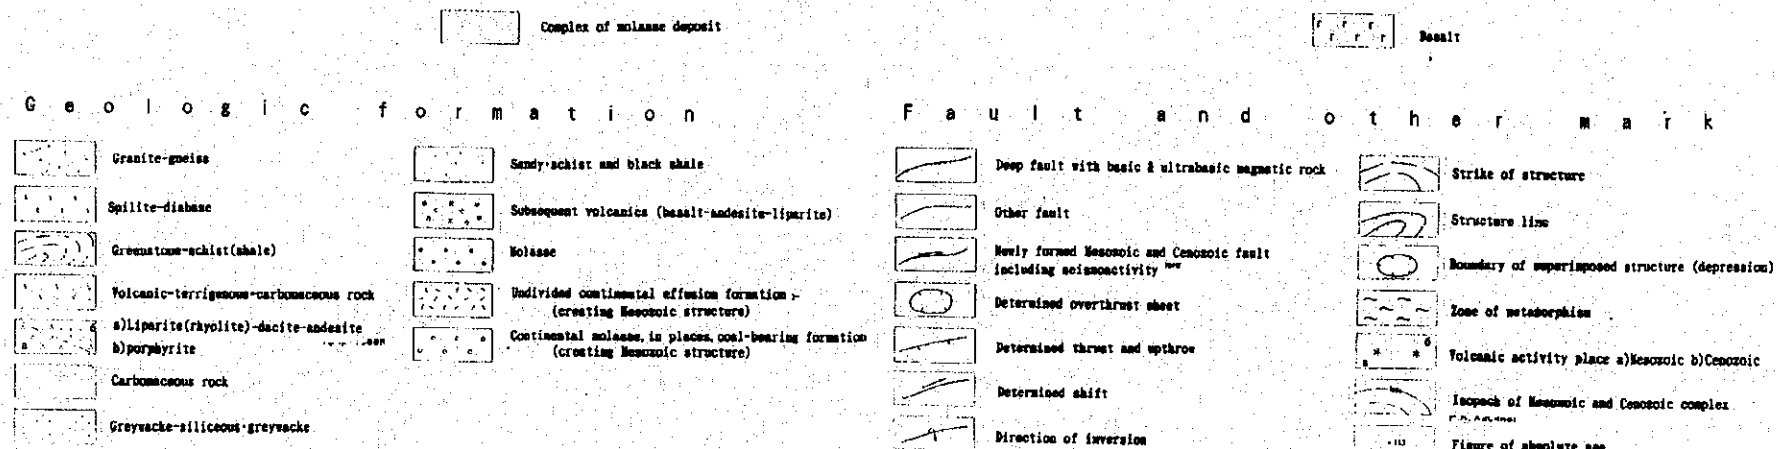 Complex of molasse deposit
Basalt
Geologic formation
Granite-gneiss
Spilite-diabase
Greenstone-schist(shale)
Volcanic-terrigenous-carbonaceous rock
a)Liparite(rhyolite)-dacite-andesite
b)porphyrite
Carbonaceous rock
Greywacke-siliceous-greywacke
Sandy-schist and black shale
Subsequent volcanics (basalt-andesite-liparite)
Molasse
Undivided continental effusion formation
(creating Mesozoic structure)
Continental molasse, in places, coal-bearing formation
(creating Mesozoic structure)
Fault and other mark
Deep fault with basic & ultrabasic magnetic rock
Other fault
Newly formed Mesozoic and Cenozoic fault
including seismoactivity
Determined overthrust sheet
Determined thrust and upthrow
Determined shift
Direction of inversion
Strike of structure
Structure line
Boundary of superimposed structure (depression)
Zone of metamorphism
Volcanic activity place a)Mesozoic b)Cenozoic
Isopach of Mesozoic and Cenozoic complex
Figure of absolute age